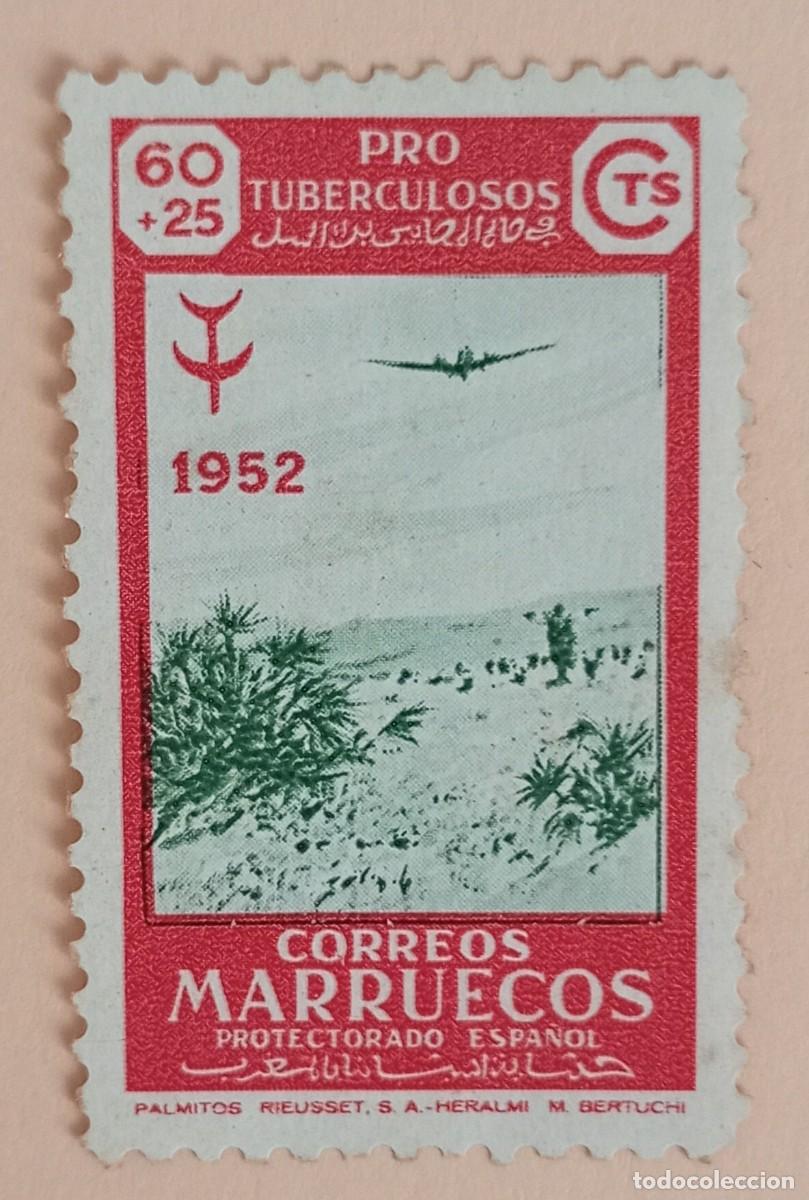 60
+25
PRO
TUBERCULOSOS
CTS
1952
CORREOS
MARRUECOS
PROTECTORADO ESPAÑOL
PALMITOS RIEUSSET, S. A.-HERALMI M. BERTUCHI
todocoleccion